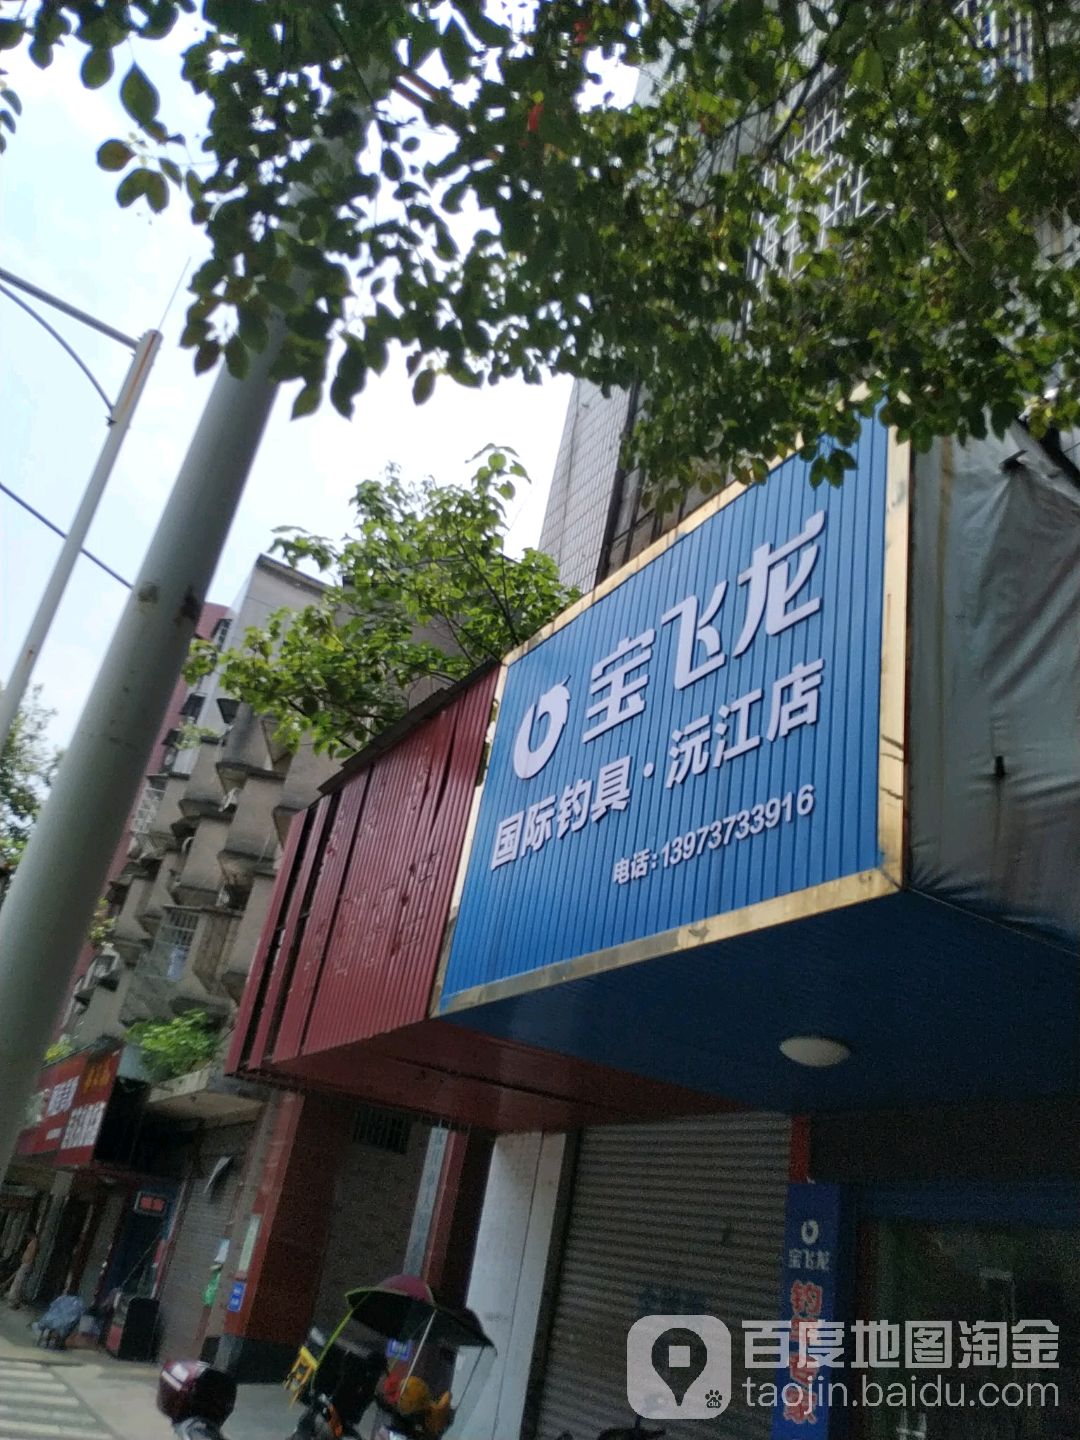 宝飞龙
国际钓具·沅江店
电话:13973733916
宝飞龙
钓
百度地图淘金
taojin.baidu.com